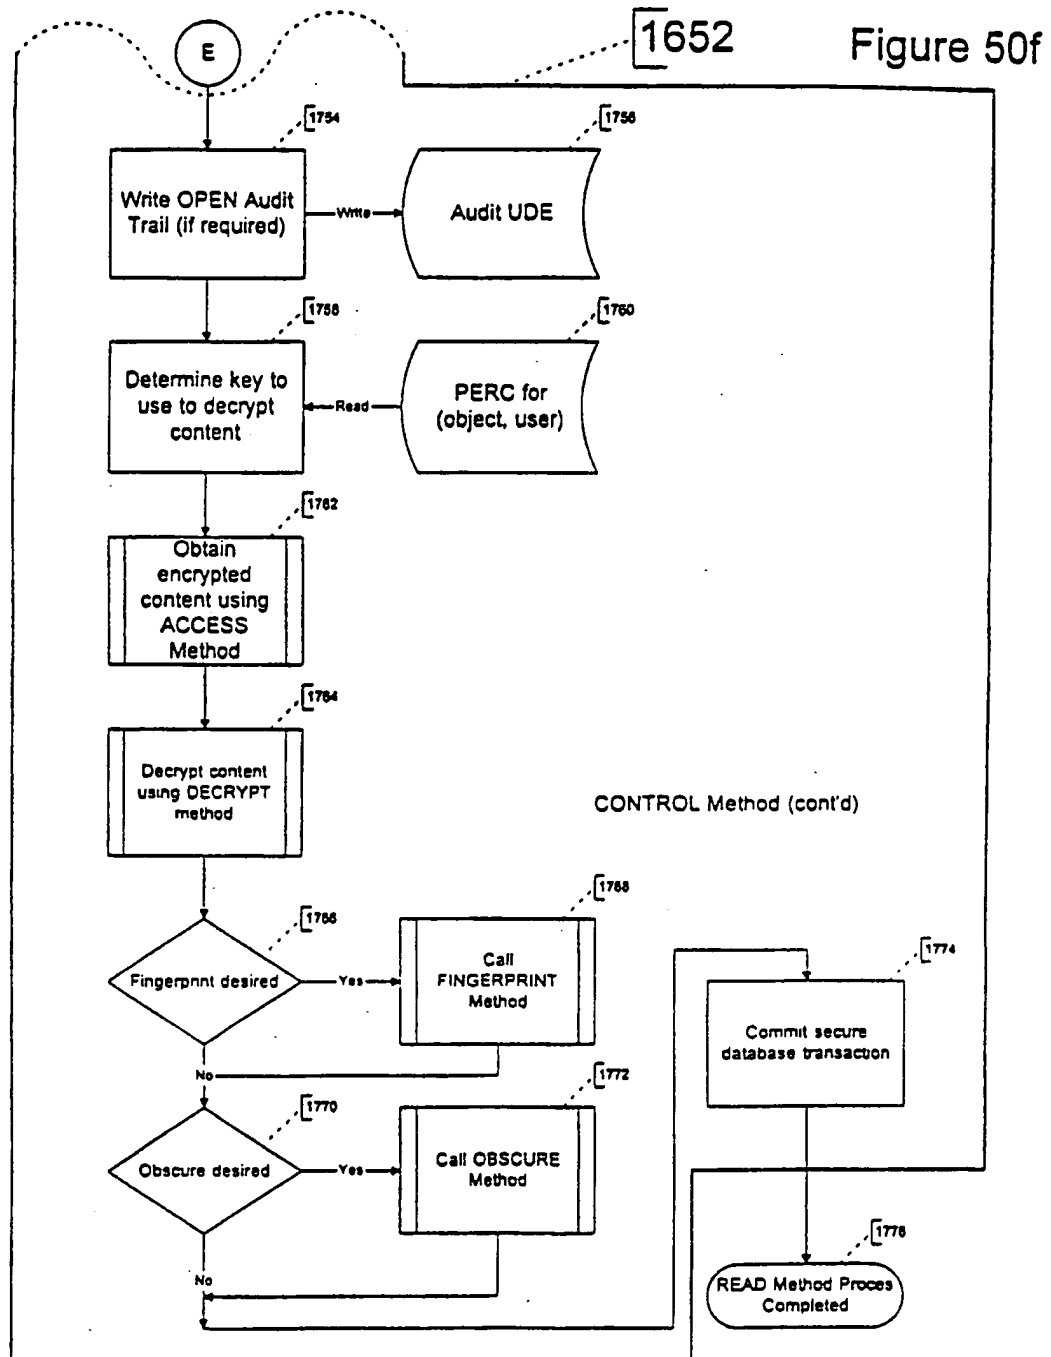 E
1652
Figure 50f
1754
1756
Write OPEN Audit
Trail (if required)
Write
Audit UDE
1758
1760
Determine key to
use to decrypt
content
Read
PERC for
(object, user)
1762
Obtain
encrypted
content using
ACCESS
Method
1764
Decrypt content
using DECRYPT
method
CONTROL Method (cont'd)
1766
1768
Fingerprint desired
Yes
Call
FINGERPRINT
Method
1774
Commit secure
database transaction
No
1770
1772
Obscure desired
Yes
Call OBSCURE
Method
No
1776
READ Method Proces
Completed